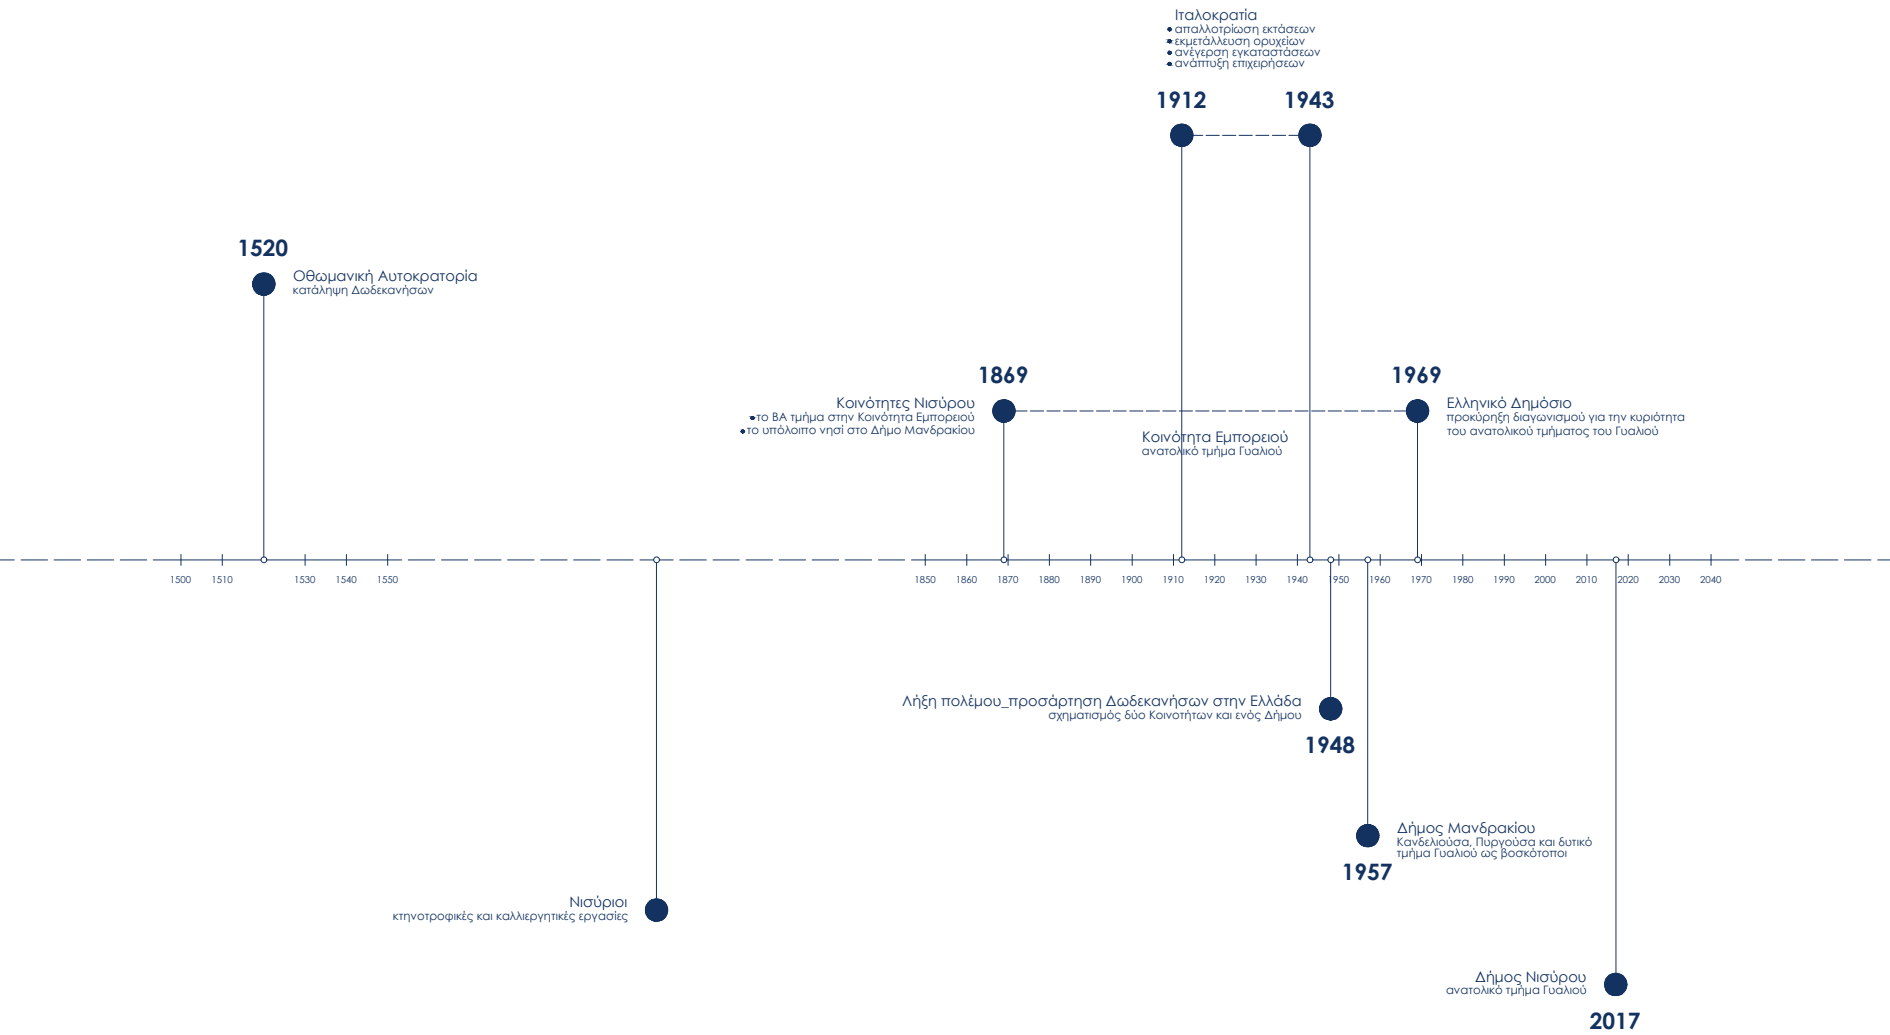 Ιταλοκρατία
• απαλλοτρίωση εκτάσεων
• εκμετάλλευση ορυχείων
• ανέγερση εγκαταστάσεων
• ανάπτυξη επιχειρήσεων
1912
1943
1520
Οθωμανική Αυτοκρατορία
κατάληψη Δωδεκανήσων
1869
1969
Κοινότητες Νισύρου
•το ΒΑ τμήμα στην Κοινότητα Εμπορειού
•το υπόλοιπο νησί στο Δήμο Μανδρακίου
Κοινότητα Εμπορειού
ανατολικό τμήμα Γυαλιού
Ελληνικό Δημόσιο
προκύρηξη διαγωνισμού για την κυριότητα
του ανατολικού τμήματος του Γυαλιού
1500 1510 1530 1540 1550 1850 1860 1870 1880 1890 1900 1910 1920 1930 1940 1950 1960 1970 1980 1990 2000 2010 2020 2030 2040
Λήξη πολέμου_προσάρτηση Δωδεκανήσων στην Ελλάδα
σχηματισμός δύο Κοινοτήτων και ενός Δήμου
1948
Δήμος Μανδρακίου
Κανδελιούσα, Πυργούσα και δυτικό
τμήμα Γυαλιού ως βοσκότοποι
1957
Νισύριοι
κτηνοτροφικές και καλλιεργητικές εργασίες
Δήμος Νισύρου
ανατολικό τμήμα Γυαλιού
2017